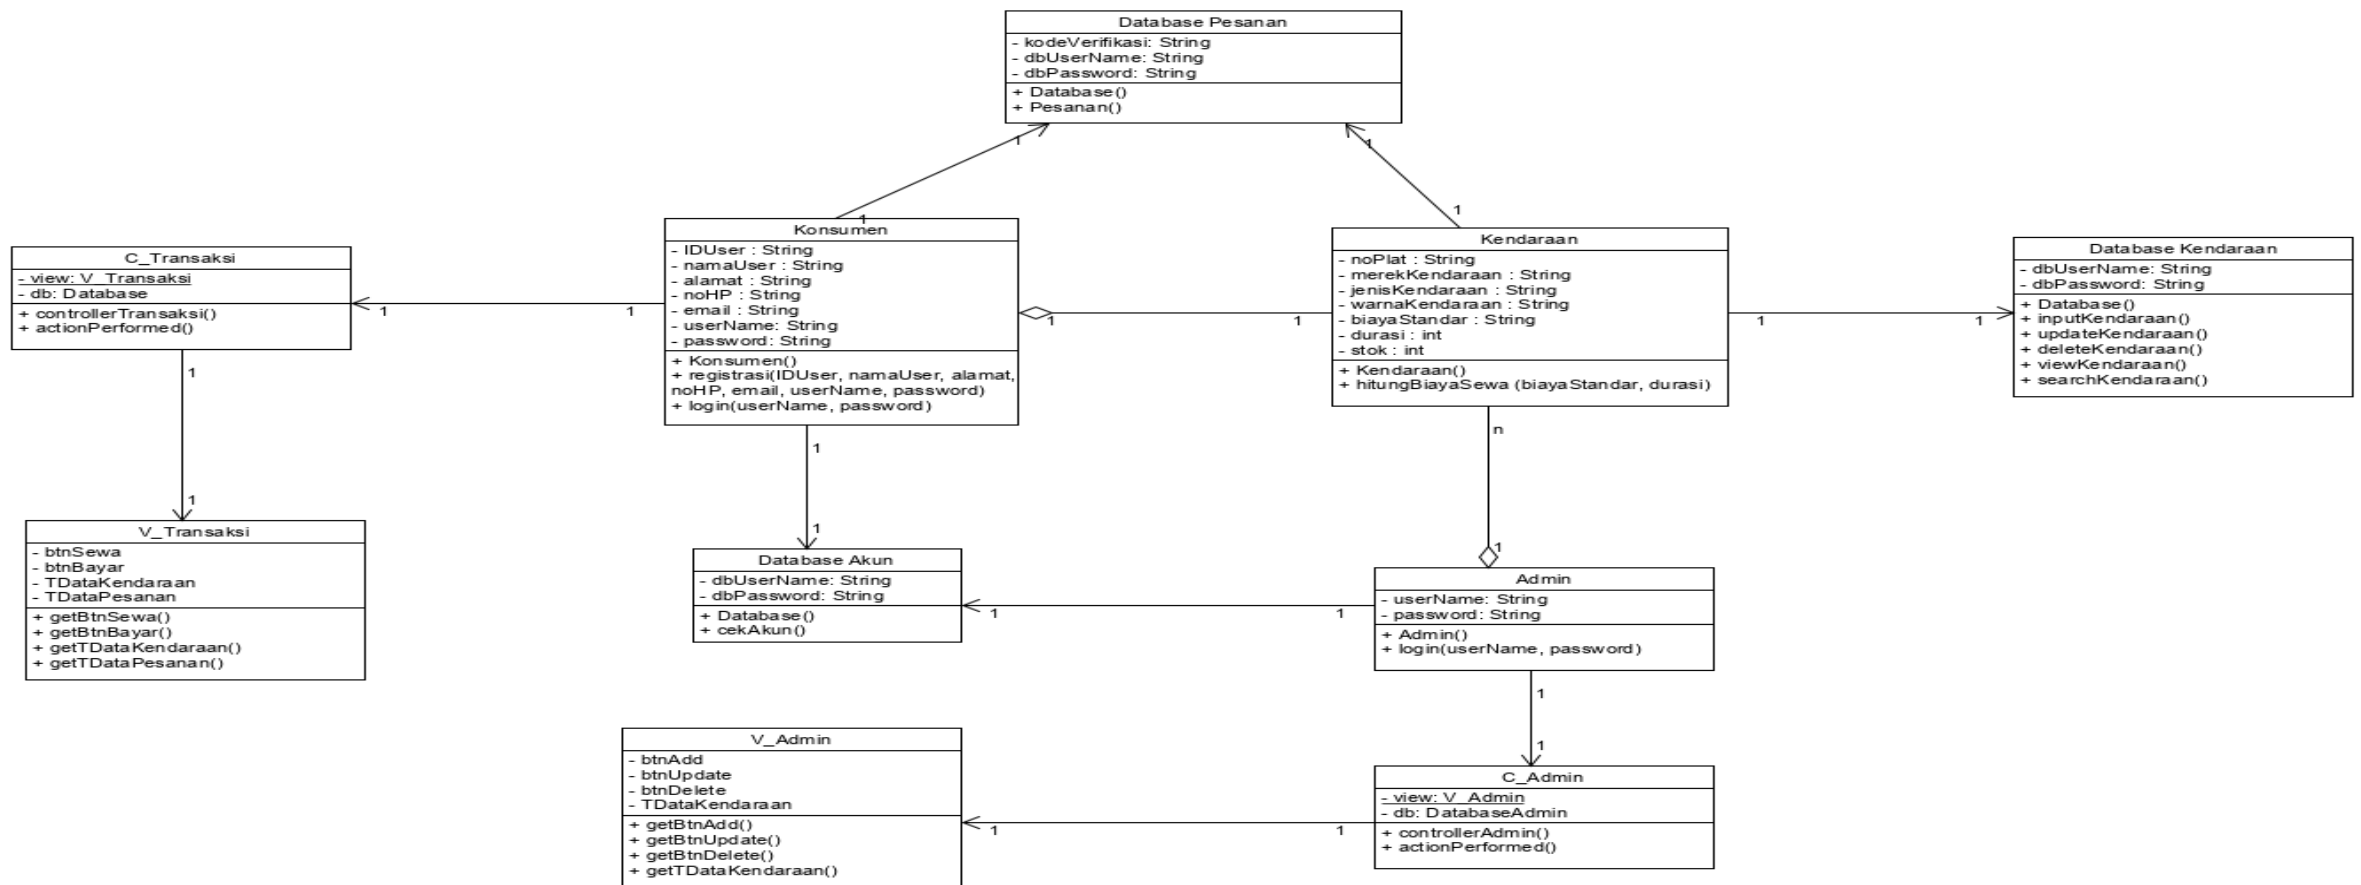 Database Pesanan
- kodeVerifikasi: String
- dbUserName: String
- dbPassword: String
+ Database()
+ Pesanan()
1
1
1
1
Konsumen
- IDUser : String
- namaUser : String
- alamat : String
- noHP : String
- email : String
- userName: String
- password: String
+ Konsumen()
+ registrasi(IDUser, namaUser, alamat,
noHP, email, userName, password)
+ login(userName, password)
Kendaraan
- noPlat : String
- merekKendaraan : String
- jenisKendaraan : String
- warnaKendaraan : String
- biayaStandar : String
- durasi : int
- stok : int
+ Kendaraan()
+ hitungBiayaSewa (biayaStandar, durasi)
Database Kendaraan
- dbUserName: String
- dbPassword: String
+ Database()
+ inputKendaraan()
+ updateKendaraan()
+ deleteKendaraan()
+ viewKendaraan()
+ searchKendaraan()
C_Transaksi
- view: V_Transaksi
- db: Database
+ controllerTransaksi()
+ actionPerformed()
1
1
1
1
1
1
1
1
1
1
n
1
V_Transaksi
- btnSewa
- btnBayar
- TDataKendaraan
- TDataPesanan
+ getBtnSewa()
+ getBtnBayar()
+ getTDataKendaraan()
+ getTDataPesanan()
Database Akun
- dbUserName: String
- dbPassword: String
+ Database()
+ cekAkun()
1
1
Admin
- userName: String
- password: String
+ Admin()
+ login(userName, password)
1
1
V_Admin
- btnAdd
- btnUpdate
- btnDelete
- TDataKendaraan
+ getBtnAdd()
+ getBtnUpdate()
+ getBtnDelete()
+ getTDataKendaraan()
1
1
C_Admin
- view: V_Admin
- db: DatabaseAdmin
+ controllerAdmin()
+ actionPerformed()